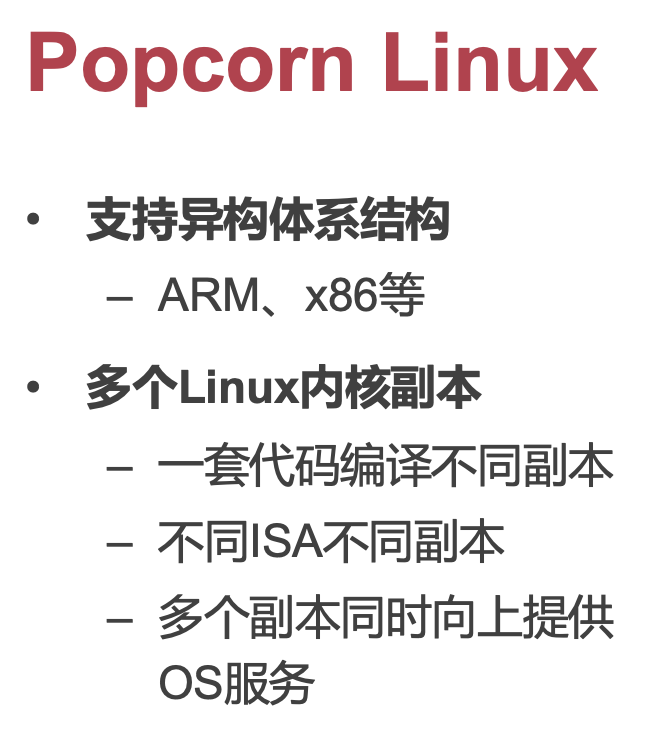 Popcorn Linux
• 支持异构体系结构
– ARM、x86等
• 多个Linux内核副本
– 一套代码编译不同副本
– 不同ISA不同副本
– 多个副本同时向上提供
OS服务